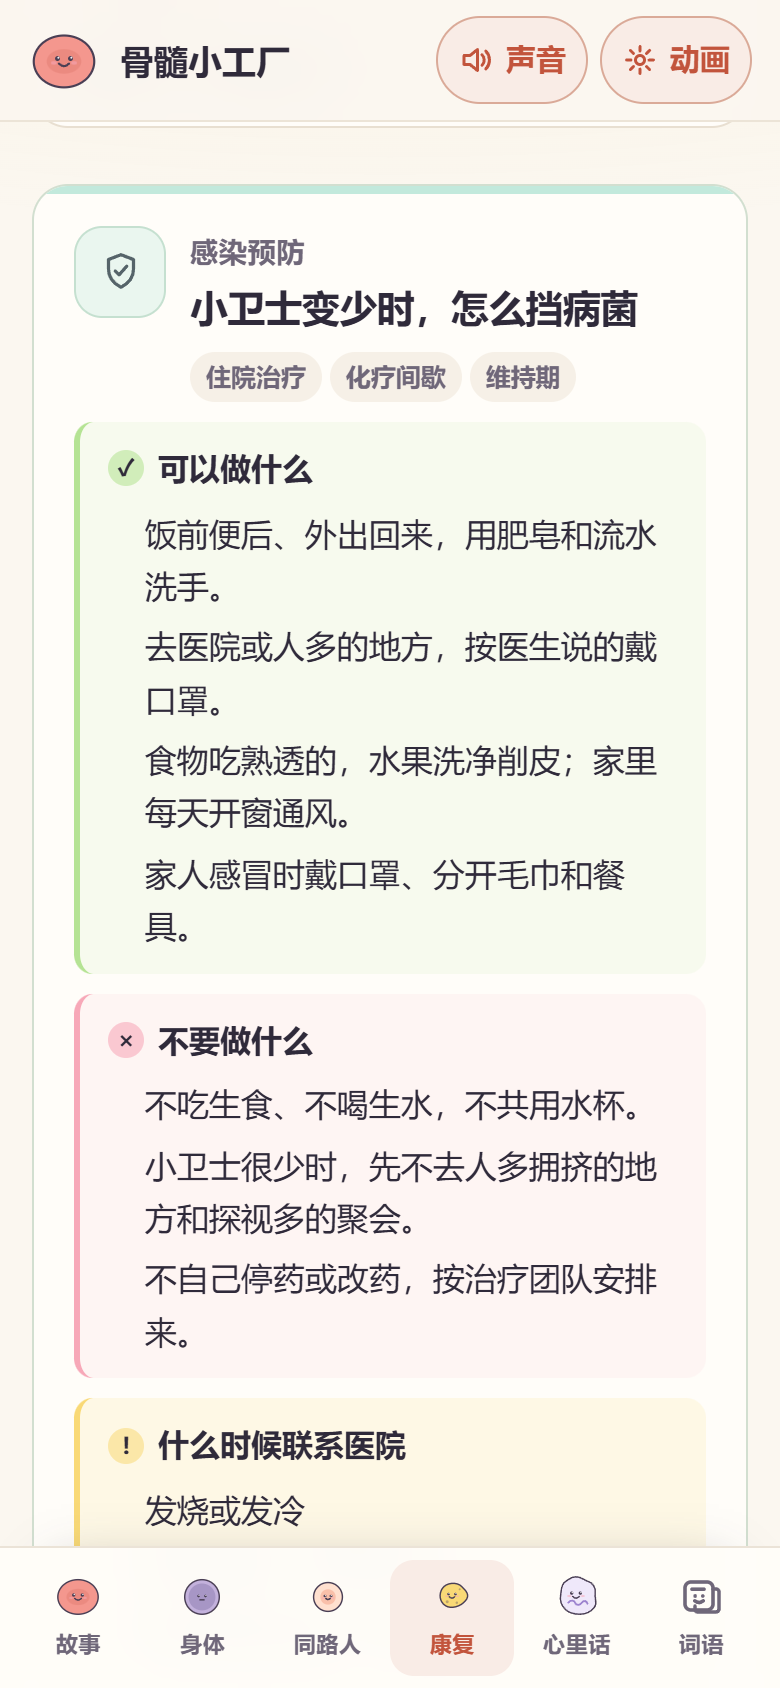 骨髓小工厂
声音
动画
感染预防
小卫士变少时，怎么挡病菌
住院治疗 化疗间歇 维持期
可以做什么
饭前便后、外出回来，用肥皂和流水
洗手。
去医院或人多的地方，按医生说的戴
口罩。
食物吃熟透的，水果洗净削皮；家里
每天开窗通风。
家人感冒时戴口罩、分开毛巾和餐
具。
不要做什么
不吃生食、不喝生水，不共用水杯。
小卫士很少时，先不去人多拥挤的地
方和探视多的聚会。
不自己停药或改药，按治疗团队安排
来。
! 什么时候联系医院
发烧或发冷
故事 身体 同路人 康复 心里话 词语